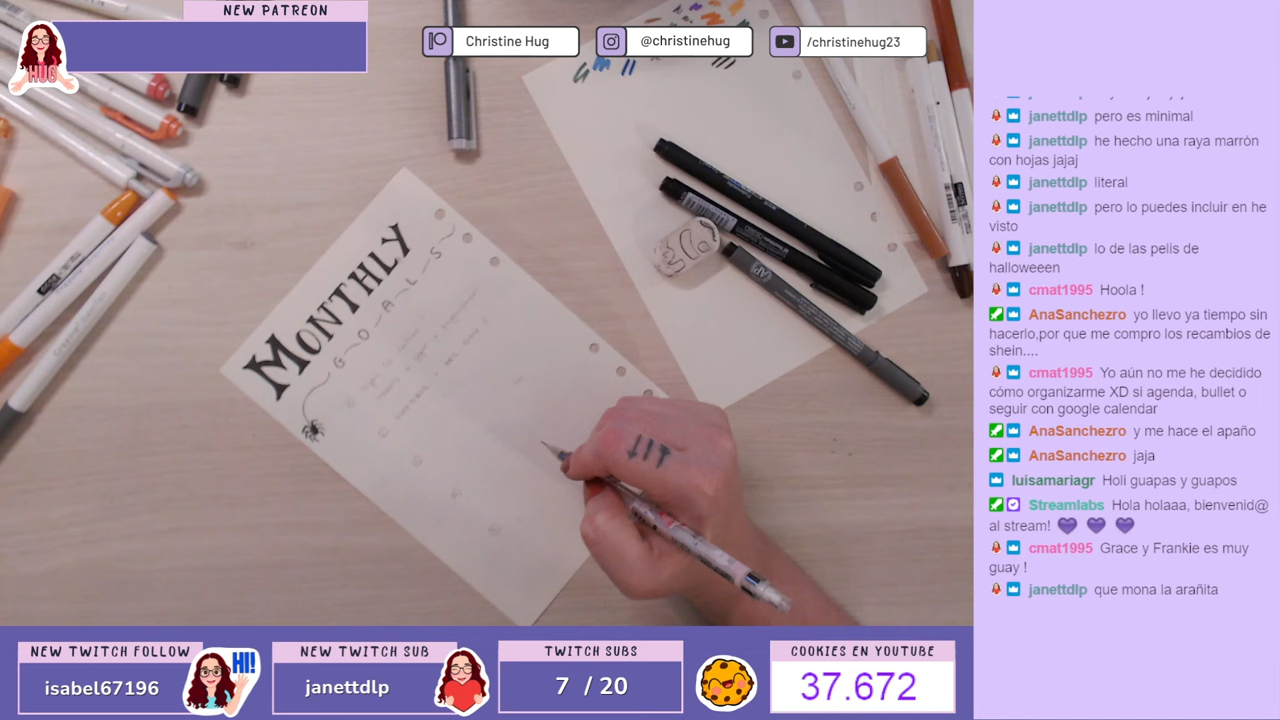 NEW PATREON
HUG
Christine Hug
@christinehug
/christinehug23
MONTHLY
GOALS
janettdlp pero es minimal
janettdlp he hecho una raya marrón
con hojas jajaj
janettdlp literal
janettdlp pero lo puedes incluir en he
visto
janettdlp lo de las pelis de
halloweeen
cmat1995 Hoola !
AnaSanchezro yo llevo ya tiempo sin
hacerlo,por que me compro los recambios de
shein....
cmat1995 Yo aún no me he decidido
cómo organizarme XD si agenda, bullet o
seguir con google calendar
AnaSanchezro y me hace el apaño
AnaSanchezro jaja
luisamariagr Holi guapas y guapos
Streamlabs Hola holaaa, bienvenid@
al stream!
cmat1995 Grace y Frankie es muy
guay !
janettdlp que mona la arañita
NEW TWITCH FOLLOW
isabel67196
HI!
NEW TWITCH SUB
janettdlp
TWITCH SUBS
7 / 20
COOKIES EN YOUTUBE
37.672